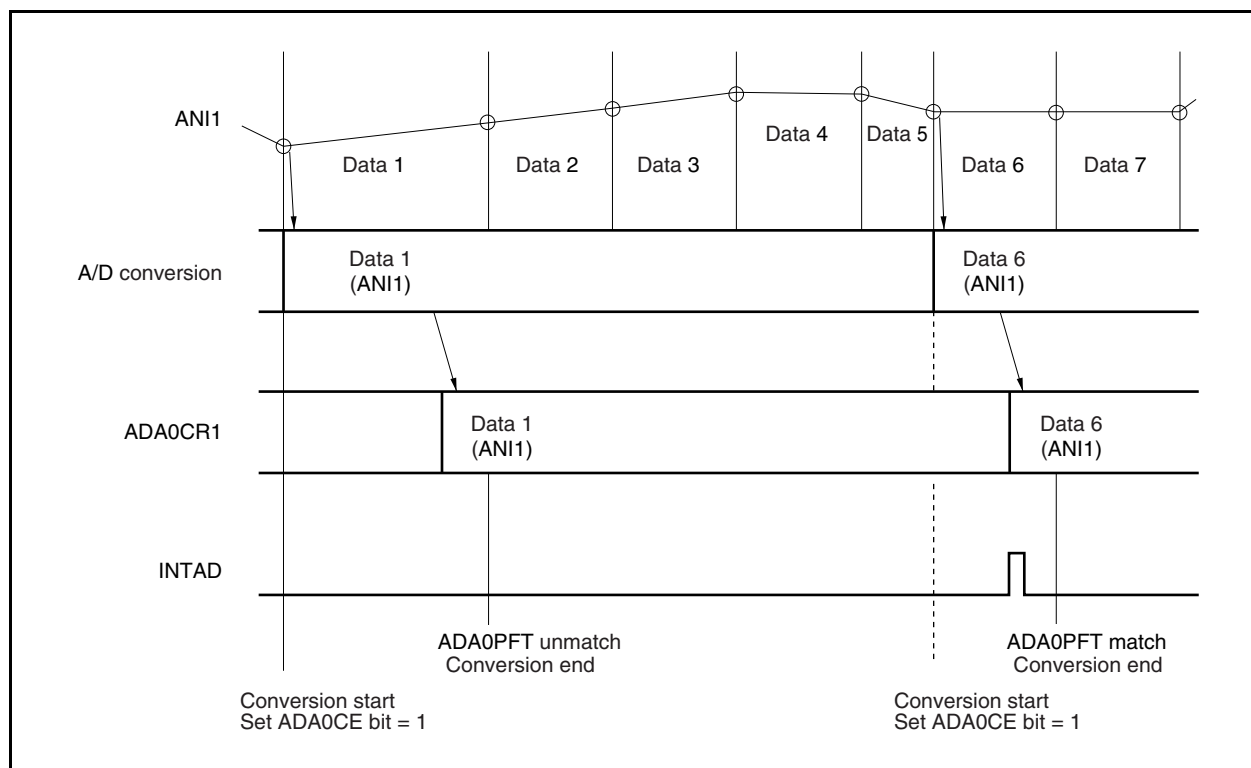 ANI1
Data 1
Data 2
Data 3
Data 4
Data 5
Data 6
Data 7
A/D conversion
Data 1
(ANI1)
Data 6
(ANI1)
ADA0CR1
Data 1
(ANI1)
Data 6
(ANI1)
INTAD
ADA0PFT unmatch
Conversion end
ADA0PFT match
Conversion end
Conversion start
Set ADA0CE bit = 1
Conversion start
Set ADA0CE bit = 1